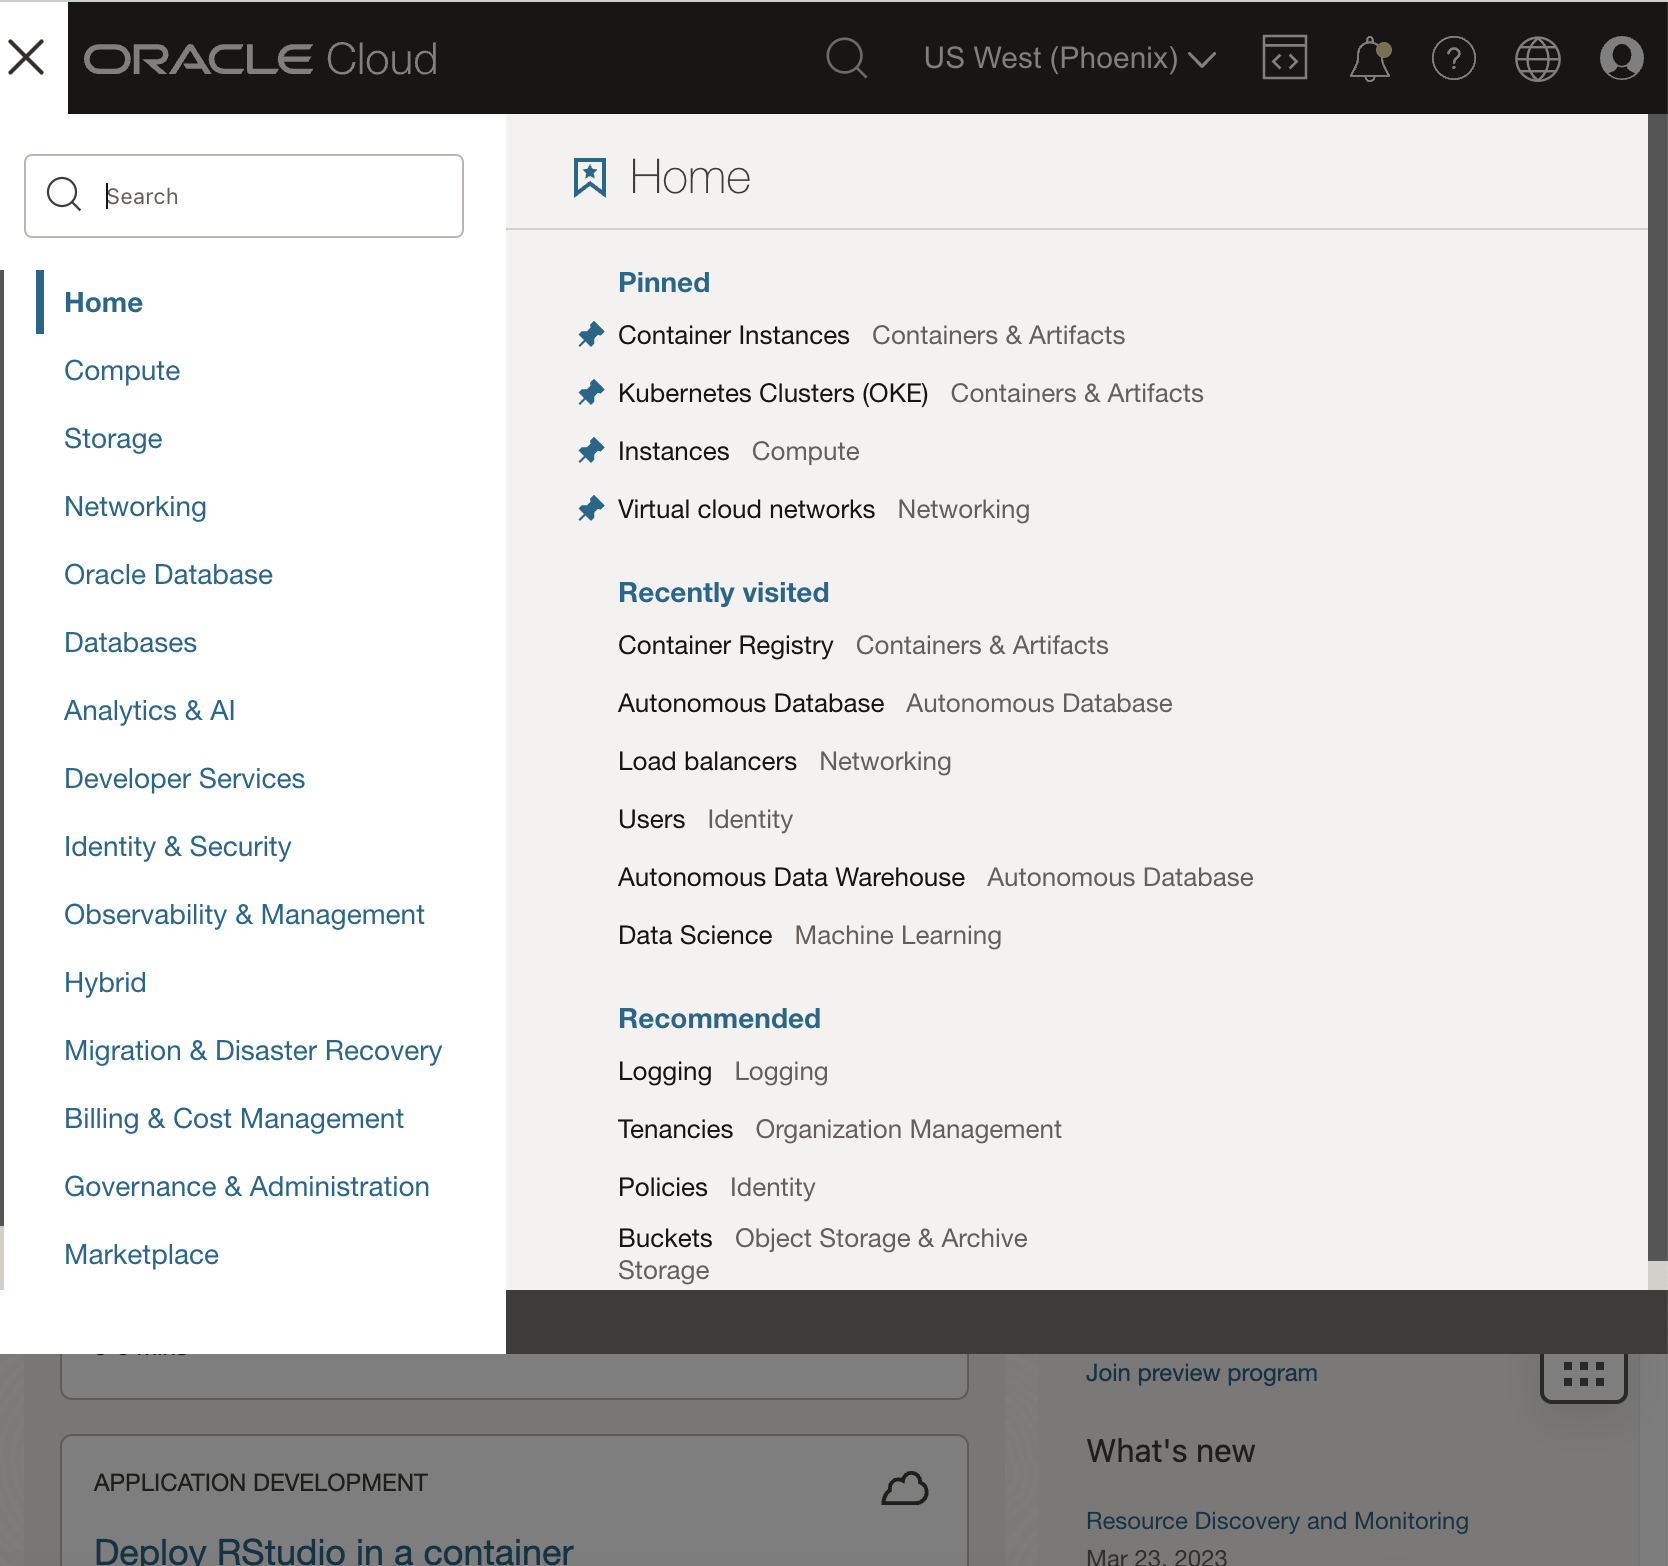 ORACLE Cloud
US West (Phoenix)
Search
Home
Compute
Storage
Networking
Oracle Database
Databases
Analytics & AI
Developer Services
Identity & Security
Observability & Management
Hybrid
Migration & Disaster Recovery
Billing & Cost Management
Governance & Administration
Marketplace
Home
Pinned
Container Instances Containers & Artifacts
Kubernetes Clusters (OKE) Containers & Artifacts
Instances Compute
Virtual cloud networks Networking
Recently visited
Container Registry Containers & Artifacts
Autonomous Database Autonomous Database
Load balancers Networking
Users Identity
Autonomous Data Warehouse Autonomous Database
Data Science Machine Learning
Recommended
Logging Logging
Tenancies Organization Management
Policies Identity
Buckets Object Storage & Archive
Storage
APPLICATION DEVELOPMENT
Deploy RStudio in a container
Join preview program
What's new
Resource Discovery and Monitoring
Mar 23, 2023